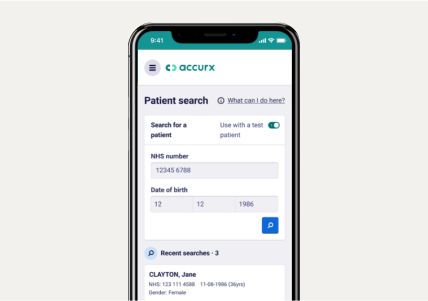 9:41
accurx
Patient search What can I do here?
Search for a patient
Use with a test patient
NHS number
12345 6788
Date of birth
12 12 1986
Recent searches - 3
CLAYTON, Jane
NHS: 123 111 4588 11-08-1986 (36yrs)
Gender: Female